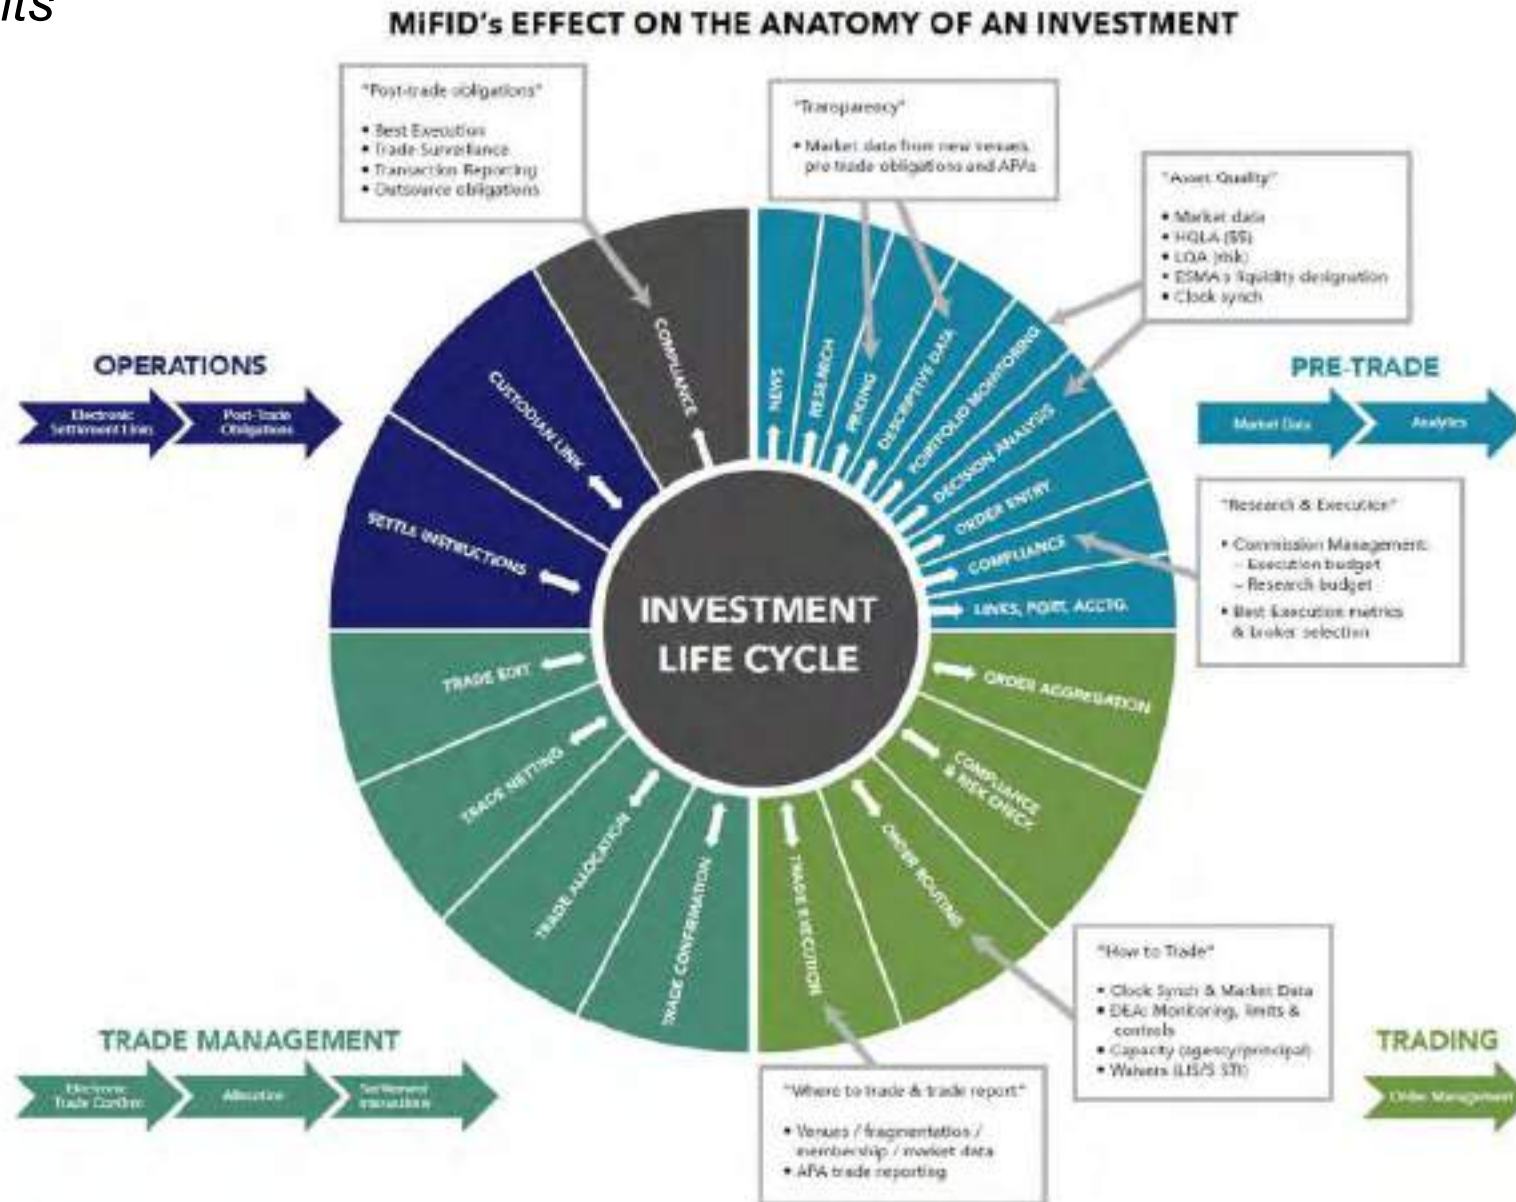 its
MiFID's EFFECT ON THE ANATOMY OF AN INVESTMENT
"Post-trade obligations"
• Best Execution
• Trade Surveillance
• Transaction Reporting
• Outsource obligations
"Transparency"
• Market data from new venues,
pre trade obligations and APAs
"Asset Quality"
• Market data
• HQLA ($$)
• LQA (risk)
• ESMA's liquidity designation
• Clock synch
OPERATIONS
Electronic
Settlement Links
Post-Trade
Obligations
PRE-TRADE
Market Data
Analytics
"Research & Execution"
• Commission Management:
– Execution budget
– Research budget
• Best Execution metrics
& broker selection
COMPLIANCE
CUSTODIAN LINK
SETTLE INSTRUCTIONS
NEWS
RESEARCH
PRICING
DESCRIPTIVE DATA
PORTFOLIO MONITORING
DECISION ANALYSIS
ORDER ENTRY
COMPLIANCE
LINKS, PORT. ACCTG.
INVESTMENT
LIFE CYCLE
TRADE EDIT
TRADE NETTING
TRADE ALLOCATION
TRADE CONFIRMATION
TRADE EXECUTION
ORDER ROUTING
COMPLIANCE
& RISK CHECK
ORDER AGGREGATION
"How to Trade"
• Clock Synch & Market Data
• DEA: Monitoring, limits &
controls
• Capacity (agency/principal)
• Waivers (LIS/S STI)
TRADE MANAGEMENT
Electronic
Trade Confirm
Allocation
Settlement
Instructions
TRADING
Order Management
"Where to trade & trade report"
• Venues / fragmentation /
membership / market data
• APA trade reporting